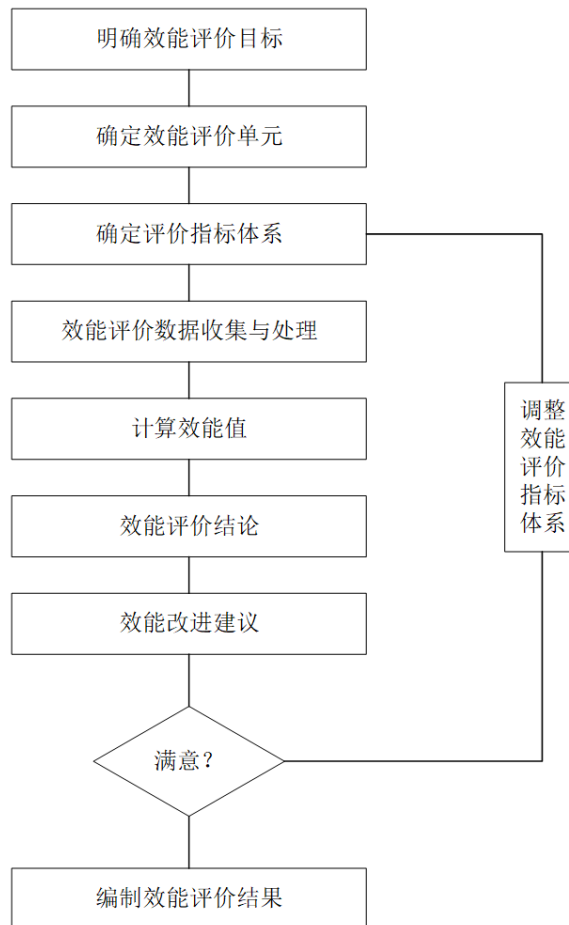 明确效能评价目标
确定效能评价单元
确定评价指标体系
效能评价数据收集与处理
计算效能值
调整
效能
评价
指标
体系
效能评价结论
效能改进建议
满意？
编制效能评价结果